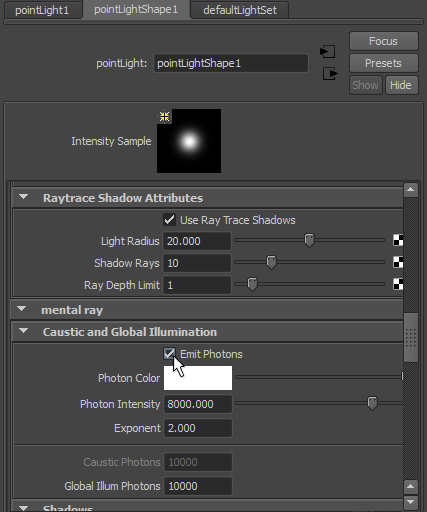 pointLight1 pointLightShape1 defaultLightSet
Focus
pointLight: pointLightShape1
Presets
Show Hide
Intensity Sample
Raytrace Shadow Attributes
Use Ray Trace Shadows
Light Radius 20.000
Shadow Rays 10
Ray Depth Limit 1
mental ray
Caustic and Global Illumination
Emit Photons
Photon Color
Photon Intensity 8000.000
Exponent 2.000
Caustic Photons 10000
Global Illum Photons 10000
Shadows